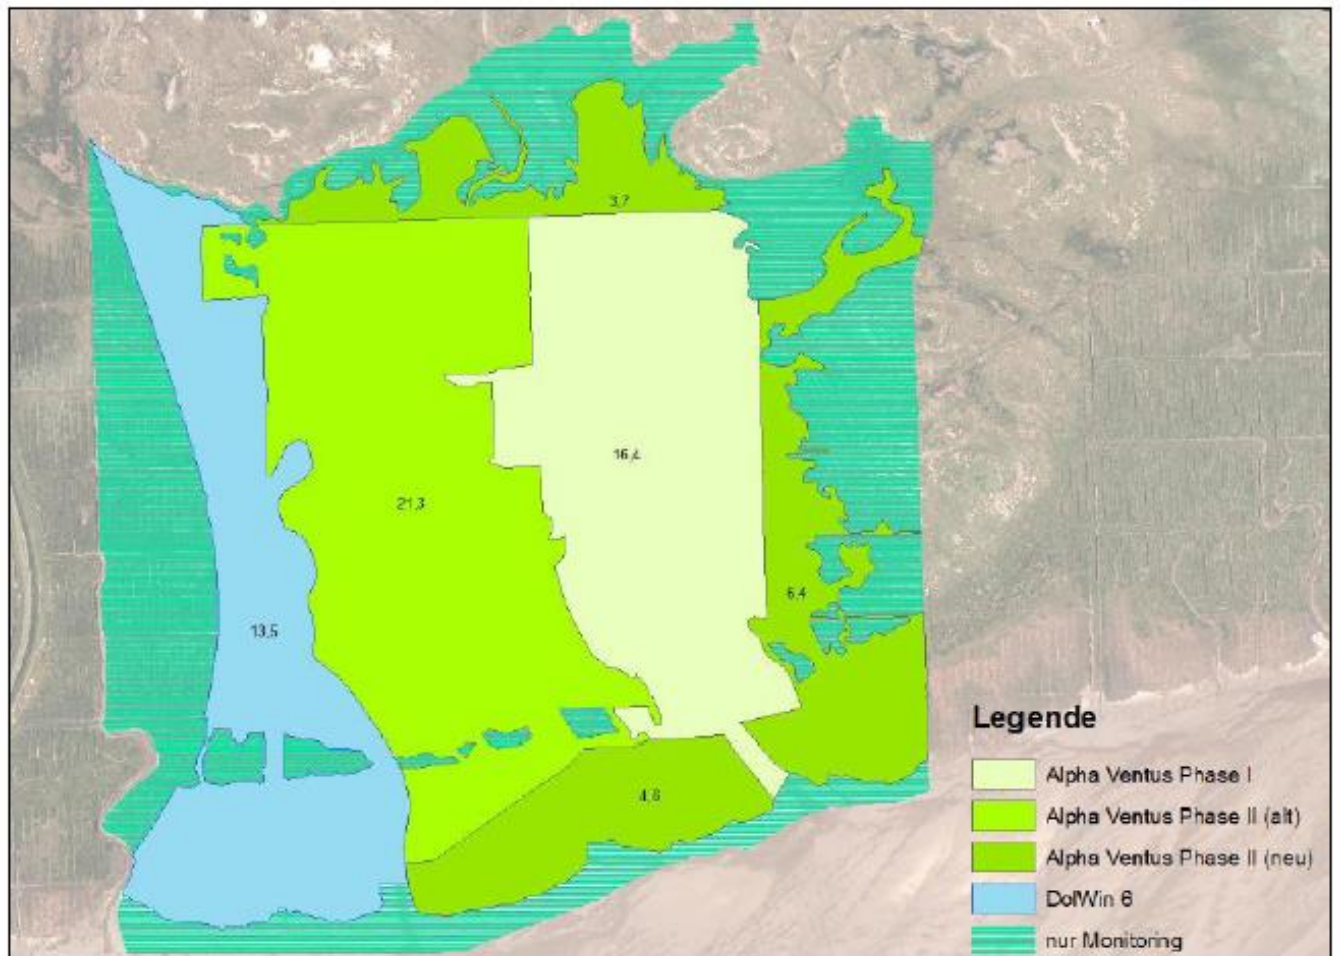 3,7
16,4
21,3
6,4
13,5
4,6
Legende
Alpha Ventus Phase I
Alpha Ventus Phase II (alt)
Alpha Ventus Phase II (neu)
DolWin 6
nur Monitoring